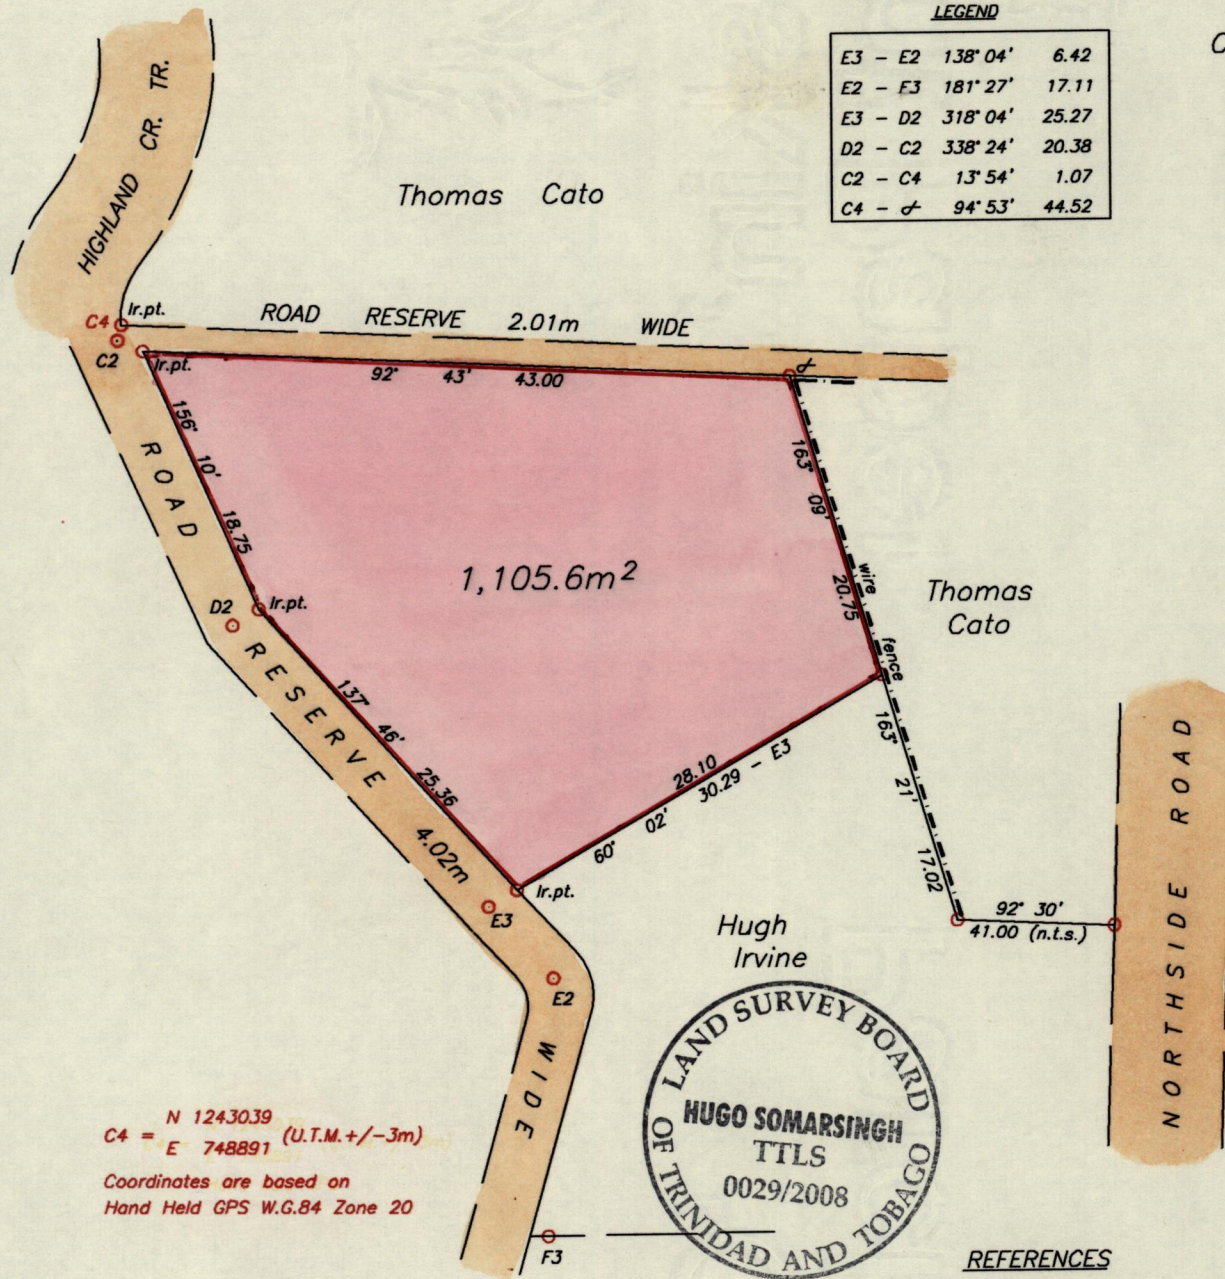 LEGEND
E3 - E2 138° 04' 6.42
E2 - F3 181° 27' 17.11
E3 - D2 318° 04' 25.27
D2 - C2 338° 24' 20.38
C2 - C4 13° 54' 1.07
C4 - ⚥ 94° 53' 44.52
HIGHLAND CR. TR.
Thomas Cato
C4
Ir.pt.
ROAD RESERVE 2.01m WIDE
C2
Ir.pt.
92° 43' 43.00
156° 10' 18.75
163° 09' 20.75
wire fence
1,105.6m²
Thomas
Cato
D2
Ir.pt.
ROAD RESERVE 4.02m WIDE
137° 46' 25.36
28.10
60° 02' 30.29 - E3
163° 21' 17.02
Ir.pt.
E3
92° 30'
41.00 (n.t.s.)
NORTHSIDE ROAD
Hugh
Irvine
E2
LAND SURVEY BOARD
OF TRINIDAD AND TOBAGO
HUGO SOMARSINGH
TTLS
0029/2008
C4 = N 1243039
E 748891 (U.T.M.+/-3m)
Coordinates are based on
Hand Held GPS W.G.84 Zone 20
F3
REFERENCES